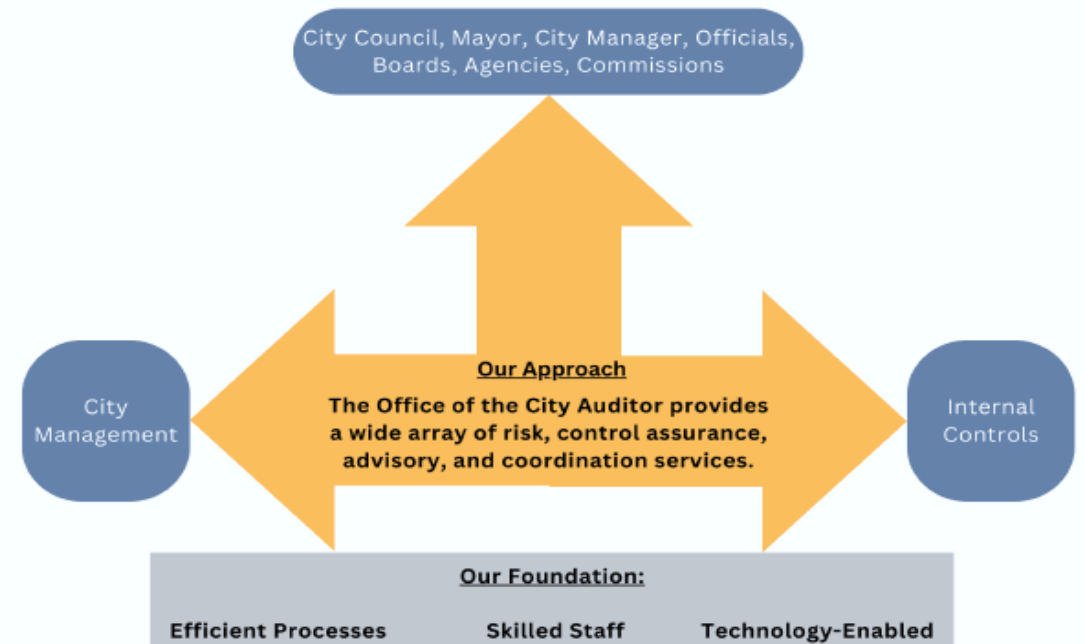 City Council, Mayor, City Manager, Officials,
Boards, Agencies, Commissions
Our Approach
The Office of the City Auditor provides
a wide array of risk, control assurance,
advisory, and coordination services.
City
Management
Internal
Controls
Our Foundation:
Efficient Processes Skilled Staff Technology-Enabled